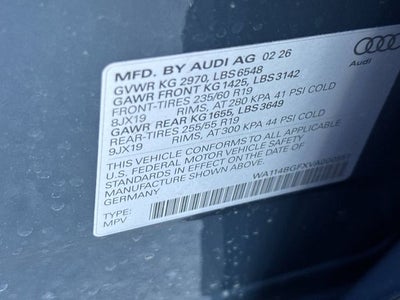 MFD. BY AUDI AG 02 26
GVWR KG 2970, LBS 6548
GAWR FRONT KG 1425, LBS 3142
FRONT-TIRES 235/60 R19
8JX19 RIMS, AT 280 KPA 41 PSI COLD
GAWR REAR KG 1655, LBS 3649
REAR-TIRES 255/55 R19
9JX19 RIMS, AT 300 KPA 44 PSI COLD
THIS VEHICLE CONFORMS TO ALL APPLICABLE
U.S. FEDERAL MOTOR VEHICLE SAFETY
STANDARDS IN EFFECT ON THE DATE OF
MANUFACTURE SHOWN ABOVE.
GERMANY
TYPE:
MPV